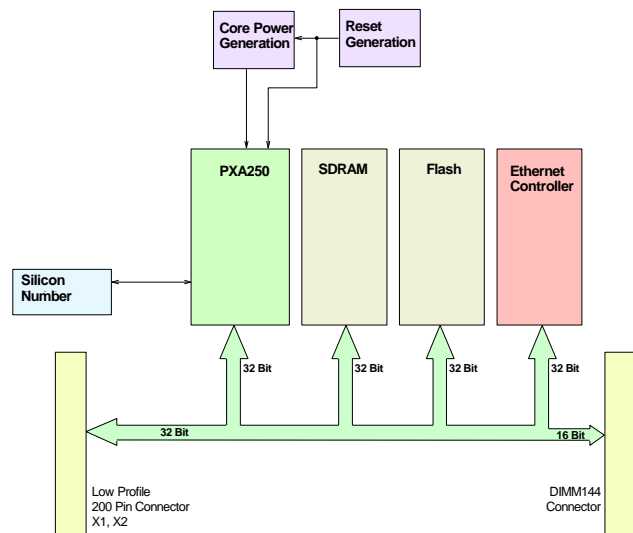 Core Power
Generation
Reset
Generation
PXA250
SDRAM
Flash
Ethernet
Controller
Silicon
Number
32 Bit
32 Bit
32 Bit
32 Bit
32 Bit
16 Bit
Low Profile
200 Pin Connector
X1, X2
DIMM144
Connector